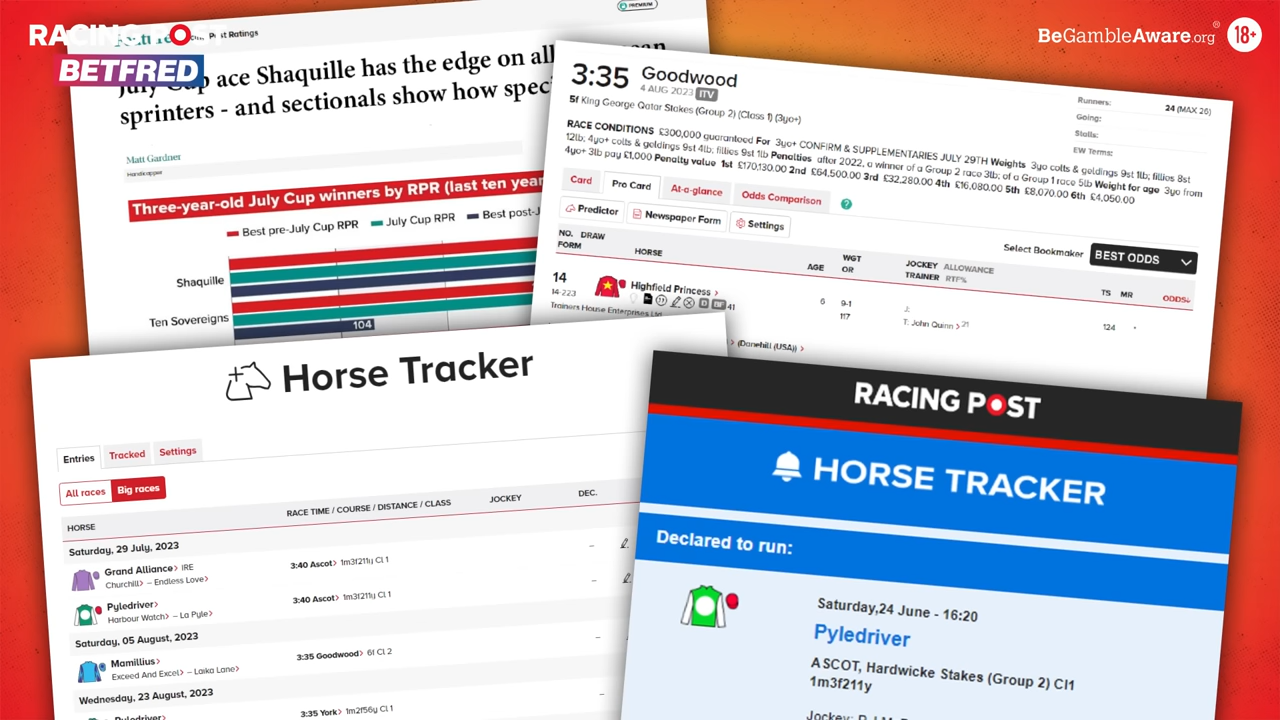 RACING POST
BETFRED
BeGambleAware.org®
18+
PREMIUM
Post Ratings
July Cup ace Shaquille has the edge on all
sprinters - and sectionals show how
Matt Gardner
Handicapper
Three-year-old July Cup winners by RPR (last ten
Best pre-July Cup RPR
July Cup RPR
Best
Shaquille
Ten Sovereigns
104
3:35
Goodwood
4 AUG 2023 ITV
5f King George Qatar Stakes (Group 2) (Class 1) (3yo+)
Runners:
24 (MAX 26)
Going:
Stalls:
EW Terms:
RACE CONDITIONS £300,000 guaranteed For 3yo+ CONFIRM & SUPPLEMENTARIES JULY 29TH Weights 3yo colts & geldings 9st 1lb; fillies 8st
12lb; 4yo+ colts & geldings 9st 4lb; fillies 9st 1lb Penalties after 2022, a winner of a Group 2 race 3lb; of a Group 1 race 5lb Weight for age 3yo from
4yo+ 3lb pay £1,000 Penalty value 1st £170,130.00 2nd £64,500.00 3rd £32,280.00 4th £16,080.00 5th £8,070.00 6th £4,050.00
Card
Pro Card
At-a-glance
Odds Comparison
?
Predictor
Newspaper Form
Settings
Select Bookmaker
BEST ODDS
NO. DRAW
FORM
HORSE
AGE
WGT
OR
JOCKEY ALLOWANCE
TRAINER RTF%
TS
MR
ODDS
14
14-223
Highfield Princess >
D BF 41
Trainers House Enterprises Ltd
6
9-1
117
J:
T: John Quinn > 21
124
-
> (Danehill (USA)) >
Horse Tracker
Entries
Tracked
Settings
All races
Big races
HORSE
RACE TIME / COURSE / DISTANCE / CLASS
JOCKEY
DEC.
Saturday, 29 July, 2023
Grand Alliance > IRE
Churchill > – Endless Love >
3:40 Ascot > 1m3f211y Cl 1
–
Pyledriver >
Harbour Watch > – La Pyle >
3:40 Ascot > 1m3f211y Cl 1
–
Saturday, 05 August, 2023
Mamillius >
Exceed And Excel > – Laika Lane >
3:35 Goodwood > 6f Cl 2
–
Wednesday, 23 August, 2023
Pyledriver >
3:35 York > 1m2f56y Cl 1
–
RACING POST
HORSE TRACKER
Declared to run:
Saturday,24 June - 16:20
Pyledriver
ASCOT, Hardwicke Stakes (Group 2) Cl1
1m3f211y
Jockey: